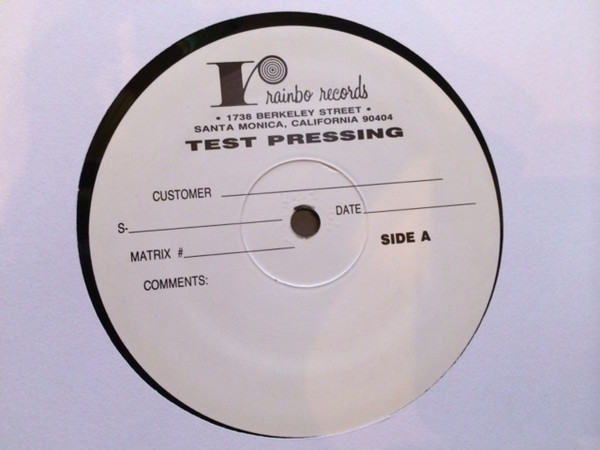 r rainbo records
• 1738 BERKELEY STREET •
SANTA MONICA, CALIFORNIA 90404
TEST PRESSING
CUSTOMER
S-
DATE
MATRIX #
SIDE A
COMMENTS: